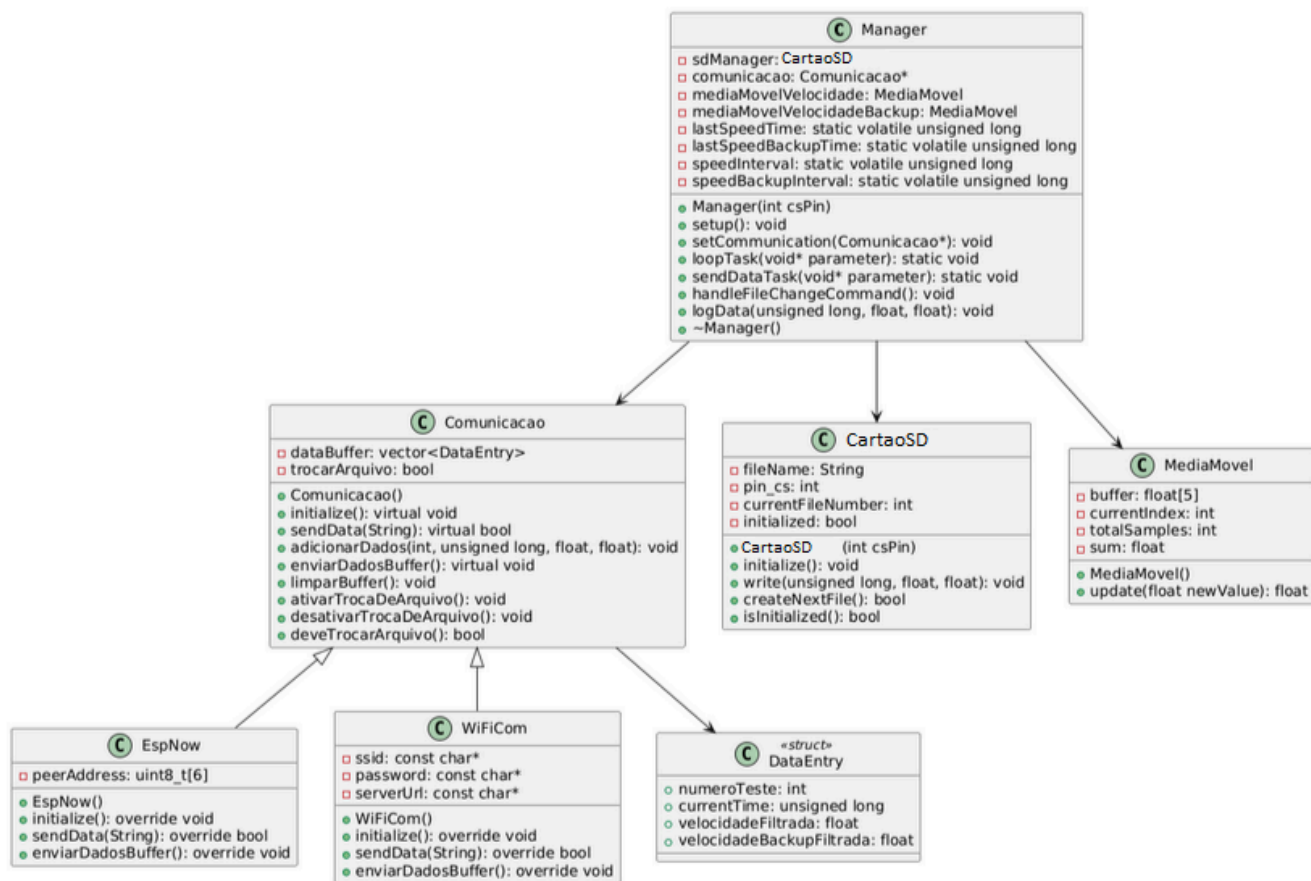 C Manager
sdManager: CartaoSD
comunicacao: Comunicacao*
mediaMovelVelocidade: MediaMovel
mediaMovelVelocidadeBackup: MediaMovel
lastSpeedTime: static volatile unsigned long
lastSpeedBackupTime: static volatile unsigned long
speedInterval: static volatile unsigned long
speedBackupInterval: static volatile unsigned long
Manager(int csPin)
setup(): void
setCommunication(Comunicacao*): void
loopTask(void* parameter): static void
sendDataTask(void* parameter): static void
handleFileChangeCommand(): void
logData(unsigned long, float, float): void
~Manager()
C Comunicacao
dataBuffer: vector<DataEntry>
trocarArquivo: bool
Comunicacao()
initialize(): virtual void
sendData(String): virtual bool
adicionarDados(int, unsigned long, float, float): void
enviarDadosBuffer(): virtual void
limparBuffer(): void
ativarTrocaDeArquivo(): void
desativarTrocaDeArquivo(): void
deveTrocarArquivo(): bool
C CartaoSD
fileName: String
pin_cs: int
currentFileNumber: int
initialized: bool
CartaoSD (int csPin)
initialize(): void
write(unsigned long, float, float): void
createNextFile(): bool
isInitialized(): bool
C MediaMovel
buffer: float[5]
currentIndex: int
totalSamples: int
sum: float
MediaMovel()
update(float newValue): float
C EspNow
peerAddress: uint8_t[6]
EspNow()
initialize(): override void
sendData(String): override bool
enviarDadosBuffer(): override void
C WiFiCom
ssid: const char*
password: const char*
serverUrl: const char*
WiFiCom()
initialize(): override void
sendData(String): override bool
enviarDadosBuffer(): override void
«struct»
C DataEntry
numeroTeste: int
currentTime: unsigned long
velocidadeFiltrada: float
velocidadeBackupFiltrada: float